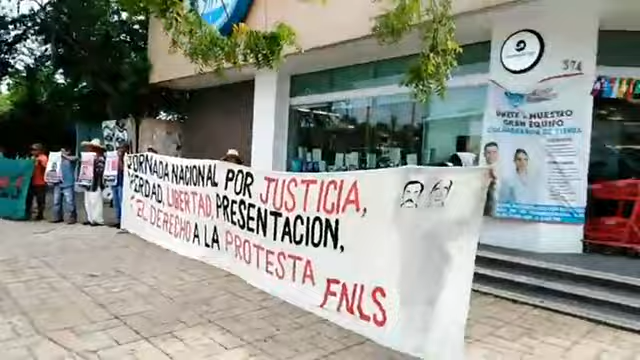 JORNADA NACIONAL POR JUSTICIA,
VERDAD, LIBERTAD, PRESENTACION,
Y EL DERECHO A LA PROTESTA
FNLS
374
ÚNETE A NUESTRO
GRAN EQUIPO